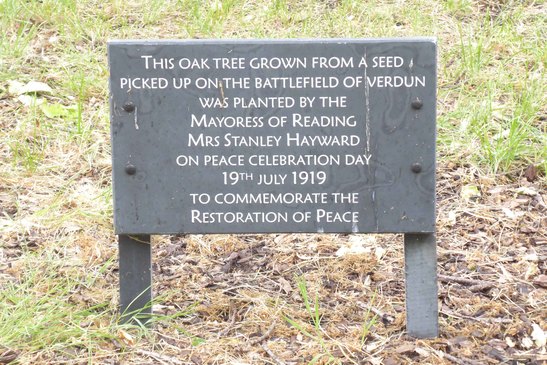 This oak tree grown from a seed
picked up on the battlefield of Verdun
was planted by the
Mayoress of Reading
Mrs Stanley Hayward
on peace celebration day
19th July 1919
to commemorate the
Restoration of Peace